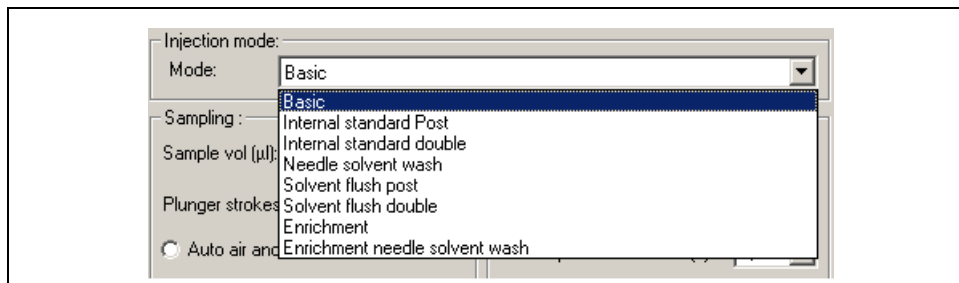 Injection mode:
Mode:
Basic
Basic
Internal standard Post
Sampling :
Internal standard double
Sample vol (µl):
Needle solvent wash
Solvent flush post
Plunger strokes
Solvent flush double
Enrichment
Auto air and
Enrichment needle solvent wash